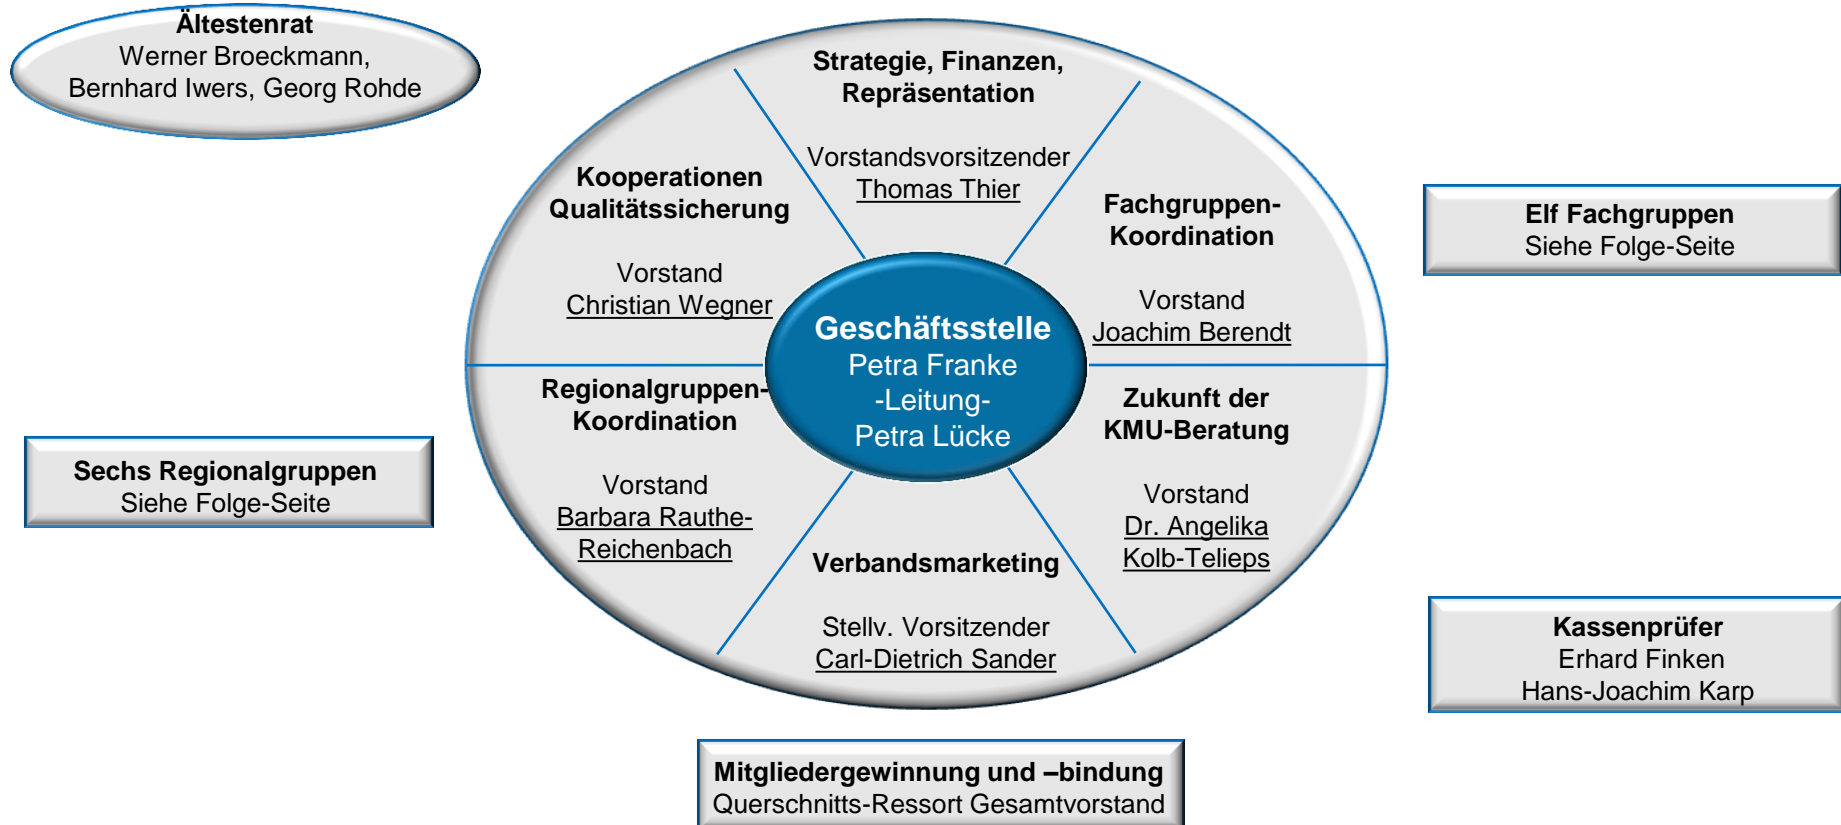 Ältestenrat
Werner Broeckmann,
Bernhard Iwers, Georg Rohde
Strategie, Finanzen,
Repräsentation
Vorstandsvorsitzender
Thomas Thier
Kooperationen
Qualitätssicherung
Vorstand
Christian Wegner
Fachgruppen-
Koordination
Vorstand
Joachim Berendt
Elf Fachgruppen
Siehe Folge-Seite
Geschäftsstelle
Petra Franke
-Leitung-
Petra Lücke
Regionalgruppen-
Koordination
Vorstand
Barbara Rauthe-
Reichenbach
Zukunft der
KMU-Beratung
Vorstand
Dr. Angelika
Kolb-Telieps
Sechs Regionalgruppen
Siehe Folge-Seite
Verbandsmarketing
Stellv. Vorsitzender
Carl-Dietrich Sander
Kassenprüfer
Erhard Finken
Hans-Joachim Karp
Mitgliedergewinnung und –bindung
Querschnitts-Ressort Gesamtvorstand